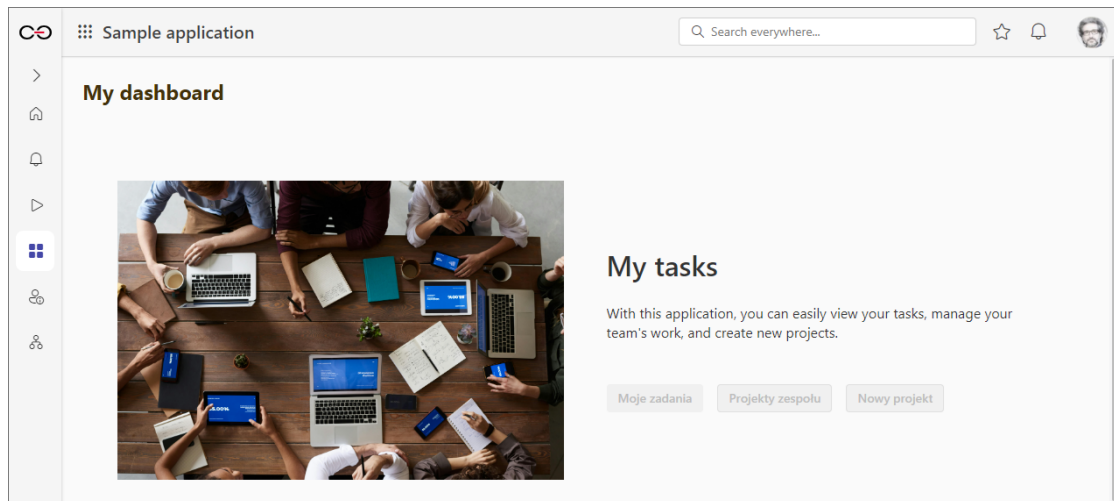 Sample application
Search everywhere...
My dashboard
My tasks
With this application, you can easily view your tasks, manage your
team's work, and create new projects.
Moje zadania
Projekty zespołu
Nowy projekt